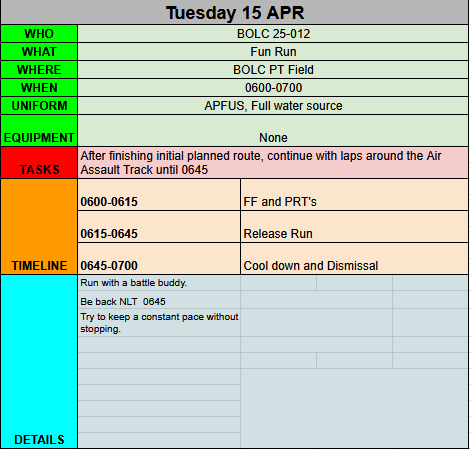 Tuesday 15 APR
WHO BOLC 25-012
WHAT Fun Run
WHERE BOLC PT Field
WHEN 0600-0700
UNIFORM APFUS, Full water source
EQUIPMENT None
TASKS After finishing initial planned route, continue with laps around the Air
Assault Track until 0645
TIMELINE
0600-0615 FF and PRT's
0615-0645 Release Run
0645-0700 Cool down and Dismissal
DETAILS
Run with a battle buddy.
Be back NLT 0645
Try to keep a constant pace without
stopping.